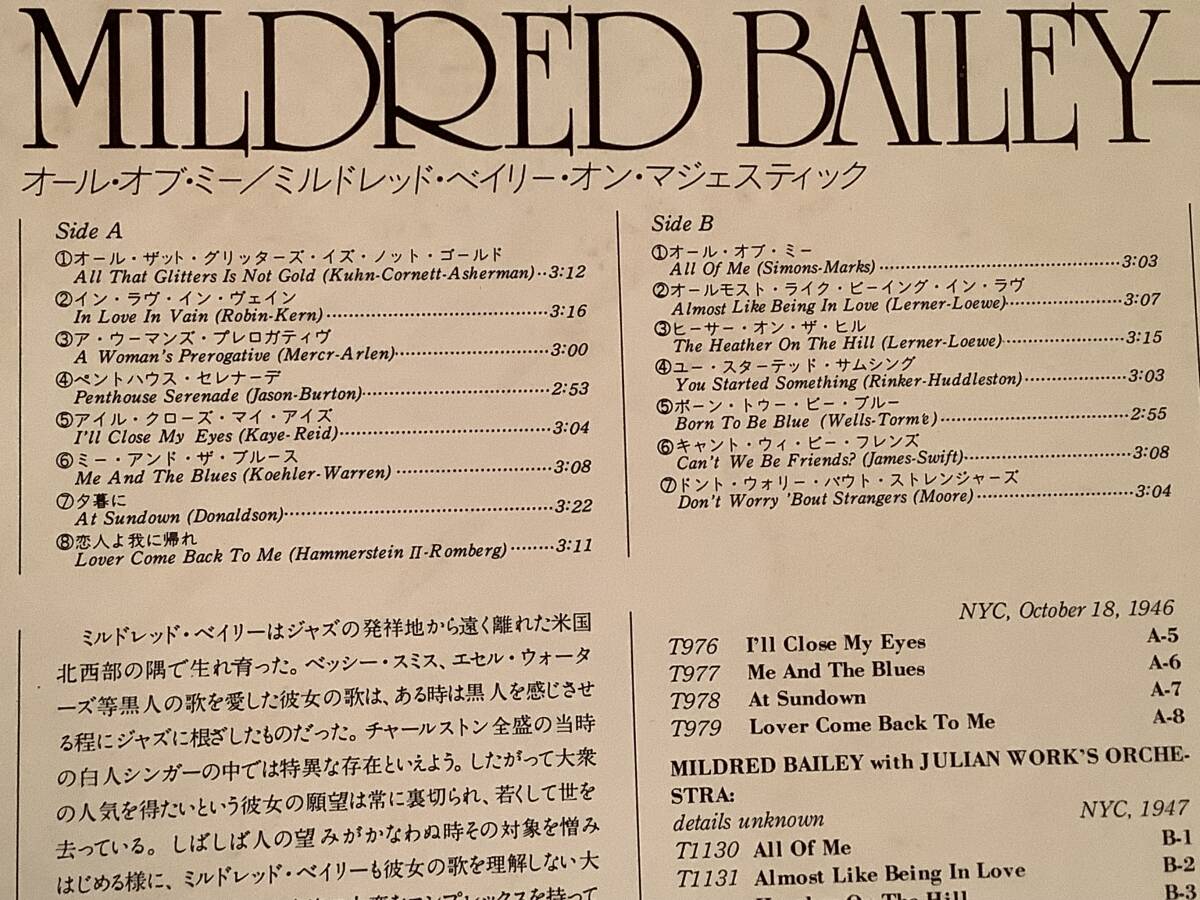 MILDRED BAILEY—
オール・オブ・ミー／ミルドレッド・ベイリー・オン・マジェスティック
Side A
①オール・ザット・グリッターズ・イズ・ノット・ゴールド
All That Glitters Is Not Gold (Kuhn-Cornett-Asherman)··3:12
②イン・ラヴ・イン・ヴェイン
In Love In Vain (Robin-Kern)················3:16
③ア・ウーマンズ・プレロガティヴ
A Woman's Prerogative (Mercr-Arlen)················3:00
④ペントハウス・セレナーデ
Penthouse Serenade (Jason-Burton)················2:53
⑤アイル・クローズ・マイ・アイズ
I'll Close My Eyes (Kaye-Reid)················3:04
⑥ミー・アンド・ザ・ブルース
Me And The Blues (Koehler-Warren)················3:08
⑦夕暮に
At Sundown (Donaldson)················3:22
⑧恋人よ我に帰れ
Lover Come Back To Me (Hammerstein II-Romberg)········3:11
Side B
①オール・オブ・ミー
All Of Me (Simons-Marks)················3:03
②オールモスト・ライク・ビーイング・イン・ラヴ
Almost Like Being In Love (Lerner-Loewe)················3:07
③ヒーサー・オン・ザ・ヒル
The Heather On The Hill (Lerner-Loewe)················3:15
④ユー・スターテッド・サムシング
You Started Something (Rinker-Huddleston)················3:03
⑤ボーン・トゥー・ビー・ブルー
Born To Be Blue (Wells-Torme)················2:55
⑥キャント・ウィ・ビー・フレンズ
Can't We Be Friends? (James-Swift)················3:08
⑦ドント・ウォリー・バウト・ストレンジャーズ
Don't Worry 'Bout Strangers (Moore)················3:04
ミルドレッド・ベイリーはジャズの発祥地から遠く離れた米国
北西部の隅で生れ育った。ベッシー・スミス、エセル・ウォータ
ーズ等黒人の歌を愛した彼女の歌は、ある時は黒人を感じさせ
る程にジャズに根ざしたものだった。チャールストン全盛の当時
の白人シンガーの中では特異な存在といえよう。したがって大衆
の人気を得たいという彼女の願望は常に裏切られ、若くして世を
去っている。しばしば人の望みがかなわぬ時その対象を憎み
はじめる様に、ミルドレッド・ベイリーも彼女の歌を理解しない大
コンプレックスを持って
NYC, October 18, 1946
T976 I'll Close My Eyes A-5
T977 Me And The Blues A-6
T978 At Sundown A-7
T979 Lover Come Back To Me A-8
MILDRED BAILEY with JULIAN WORK'S ORCHE-
STRA:
details unknown NYC, 1947
T1130 All Of Me B-1
T1131 Almost Like Being In Love B-2
On The Hill B-3